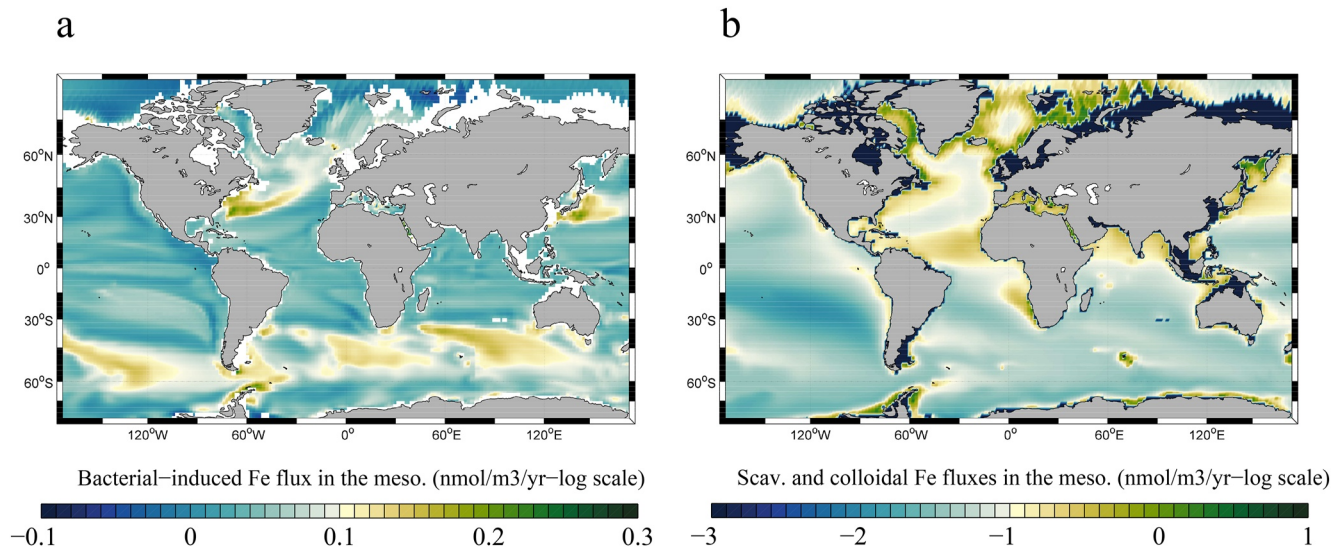 a b
60°N 60°N
30°N 30°N
0° 0°
30°S 30°S
60°S 60°S
120°W 60°W 0° 60°E 120°E 120°W 60°W 0° 60°E 120°E
Bacterial−induced Fe flux in the meso. (nmol/m3/yr−log scale) Scav. and colloidal Fe fluxes in the meso. (nmol/m3/yr−log scale)
−0.1 0 0.1 0.2 0.3 −3 −2 −1 0 1